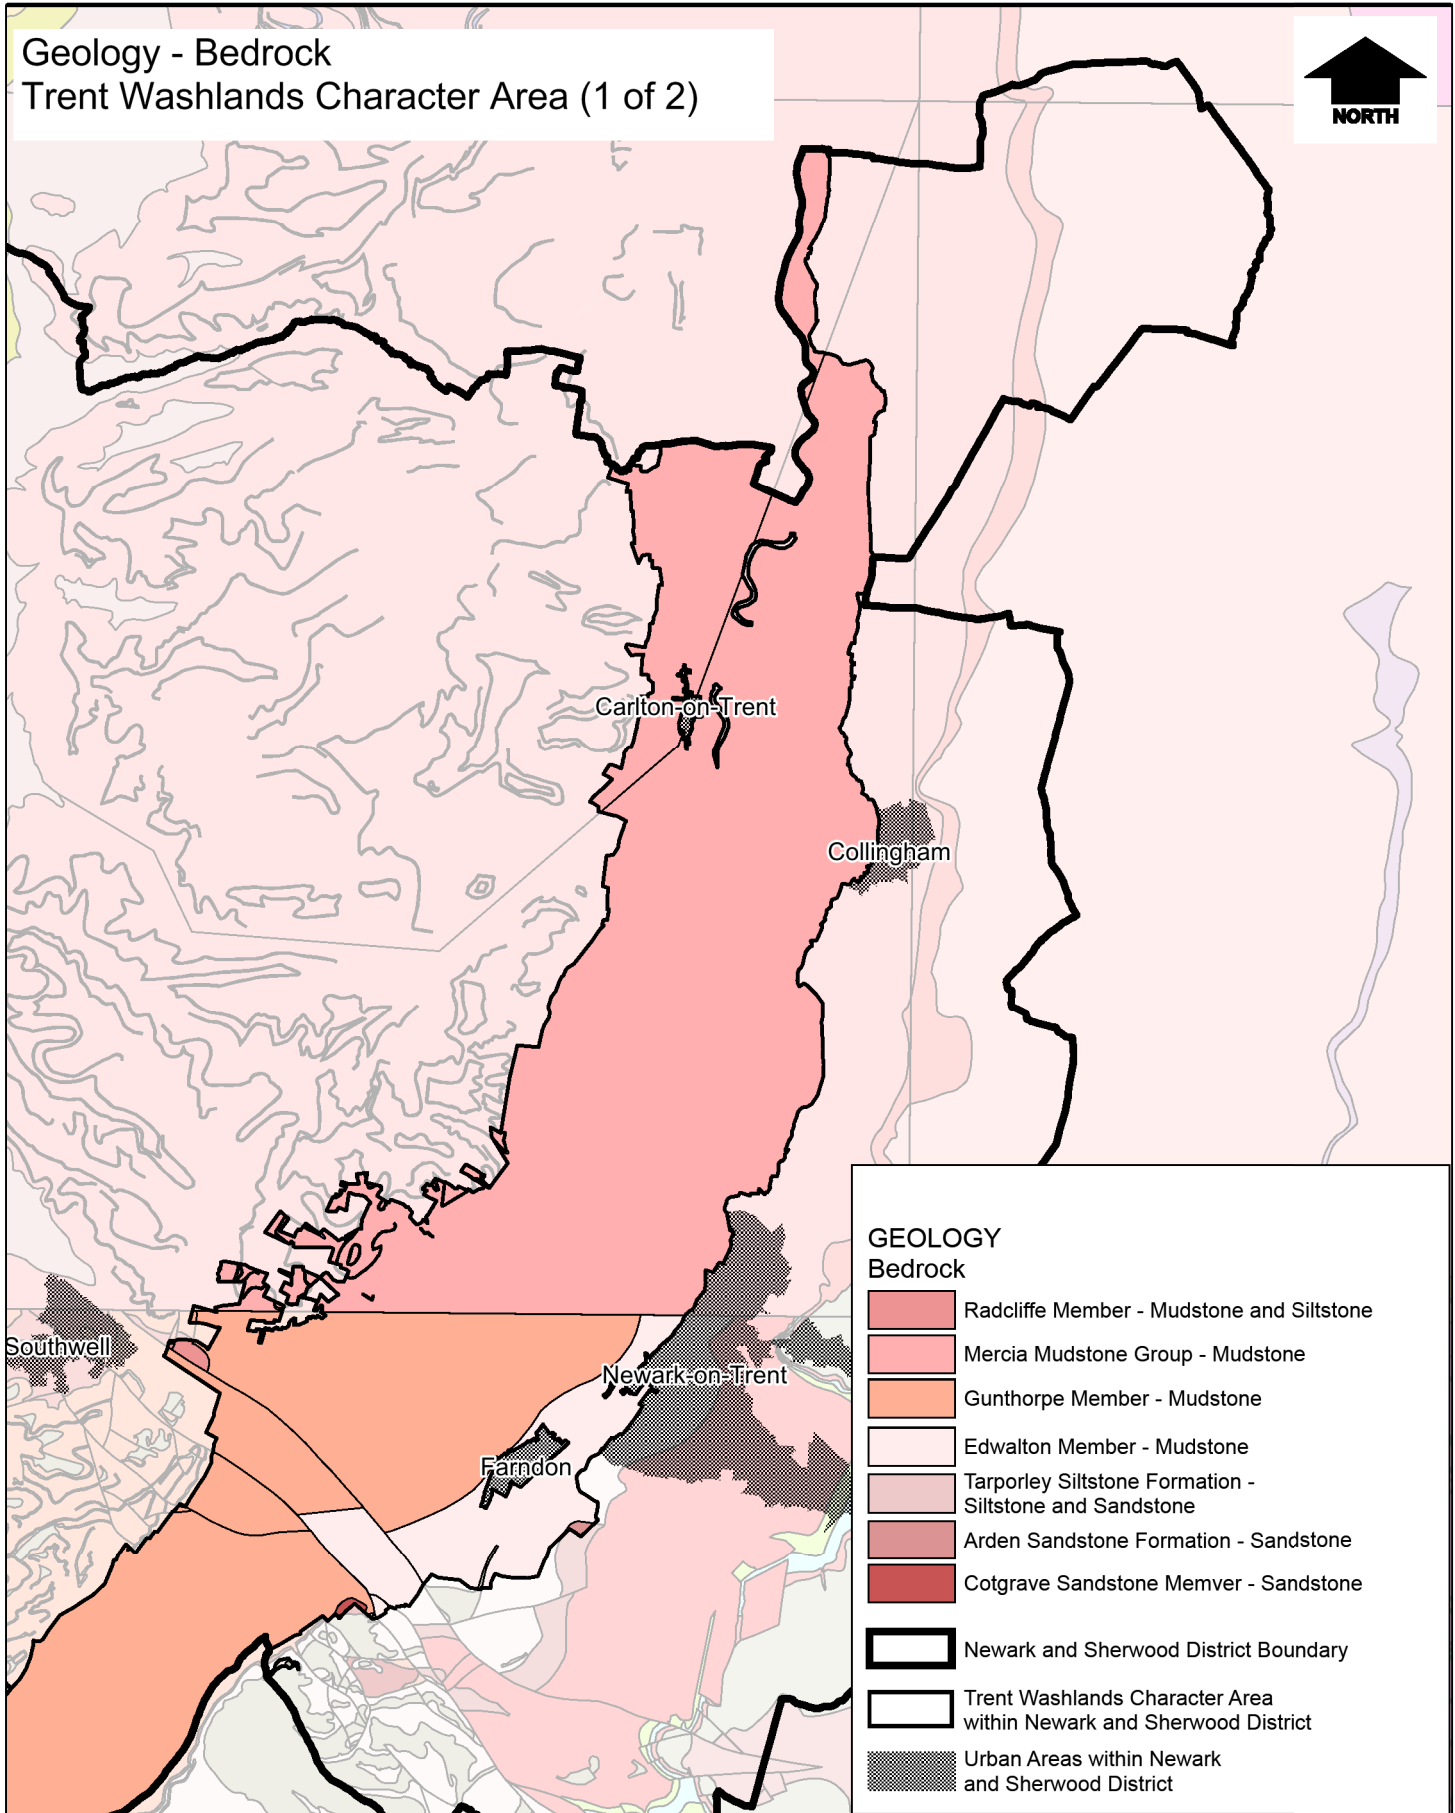 Geology - Bedrock
Trent Washlands Character Area (1 of 2)
NORTH
Carlton-on-Trent
Collingham
Southwell
Newark-on-Trent
Farndon
GEOLOGY
Bedrock
Radcliffe Member - Mudstone and Siltstone
Mercia Mudstone Group - Mudstone
Gunthorpe Member - Mudstone
Edwalton Member - Mudstone
Tarporley Siltstone Formation -
Siltstone and Sandstone
Arden Sandstone Formation - Sandstone
Cotgrave Sandstone Memver - Sandstone
Newark and Sherwood District Boundary
Trent Washlands Character Area
within Newark and Sherwood District
Urban Areas within Newark
and Sherwood District